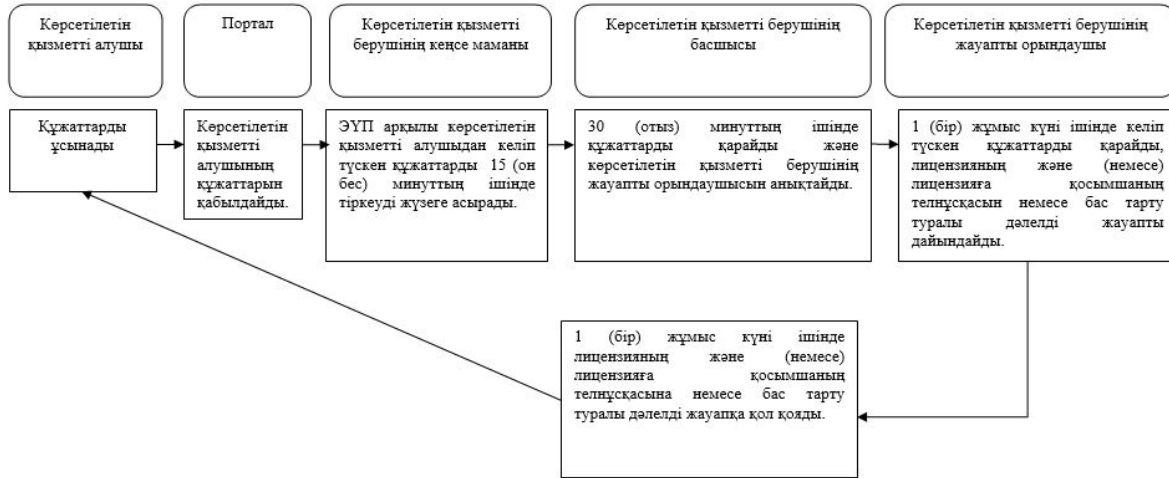 Көрсетілетін
қызметті алушы
Портал
Көрсетілетін қызметті
берушінің кеңсе маманы
Көрсетілетін қызметті берушінің
басшысы
Көрсетілетін қызметті берушінің
жауапты орындаушы
Құжаттарды
ұсынады
Көрсетілетін
қызметті
алушының
құжаттарын
қабылдайды.
ЭҮП арқылы көрсетілетін
қызметті алушыдан келіп
түскен құжаттарды 15 (он
бес) минуттың ішінде
тіркеуді жүзеге асырады.
30 (отыз) минуттың ішінде
құжаттарды қарайды және
көрсетілетін қызметті берушінің
жауапты орындаушысын анықтайды.
1 (бір) жұмыс күні ішінде келіп
түскен құжаттарды қарайды,
лицензияның және (немесе)
лицензияға қосымшаның
телнұсқасын немесе бас тарту
туралы дәлелді жауапты
дайындайды.
1 (бір) жұмыс күні ішінде
лицензияның және (немесе)
лицензияға қосымшаның
телнұсқасына немесе бас тарту
туралы дәлелді жауапқа қол қояды.